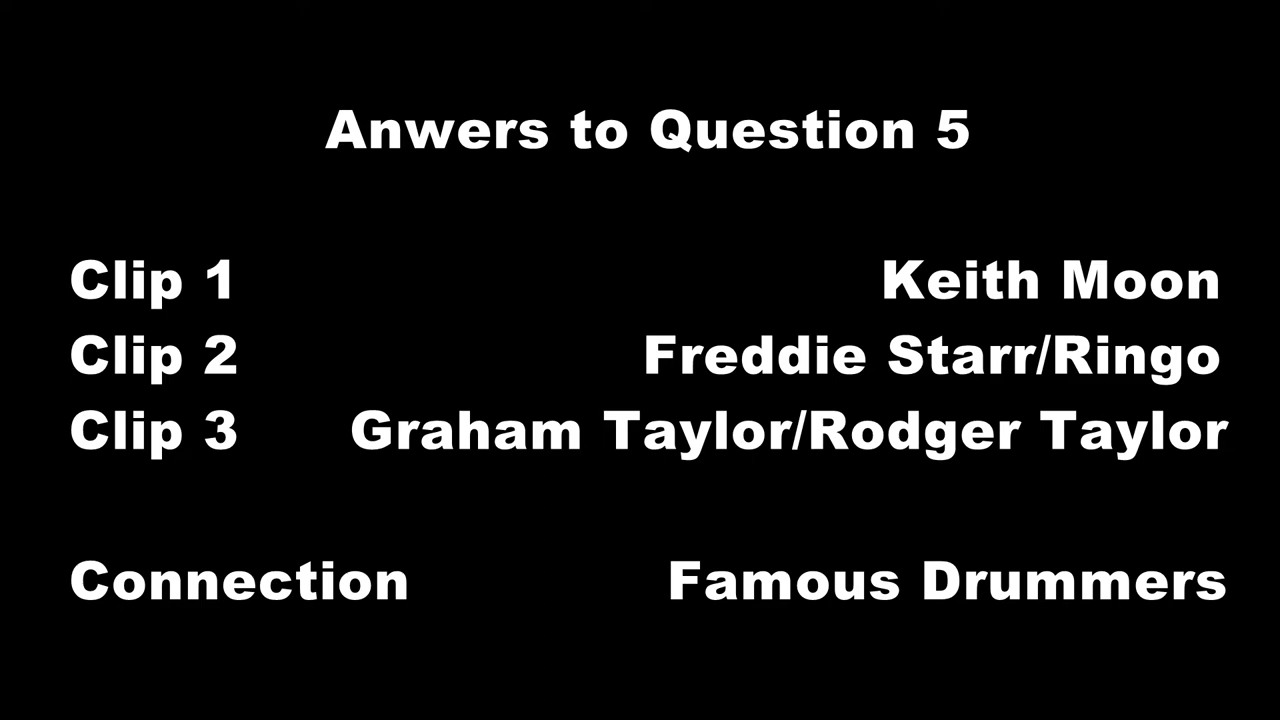 Anwers to Question 5
Clip 1 Keith Moon
Clip 2 Freddie Starr/Ringo
Clip 3 Graham Taylor/Rodger Taylor
Connection Famous Drummers